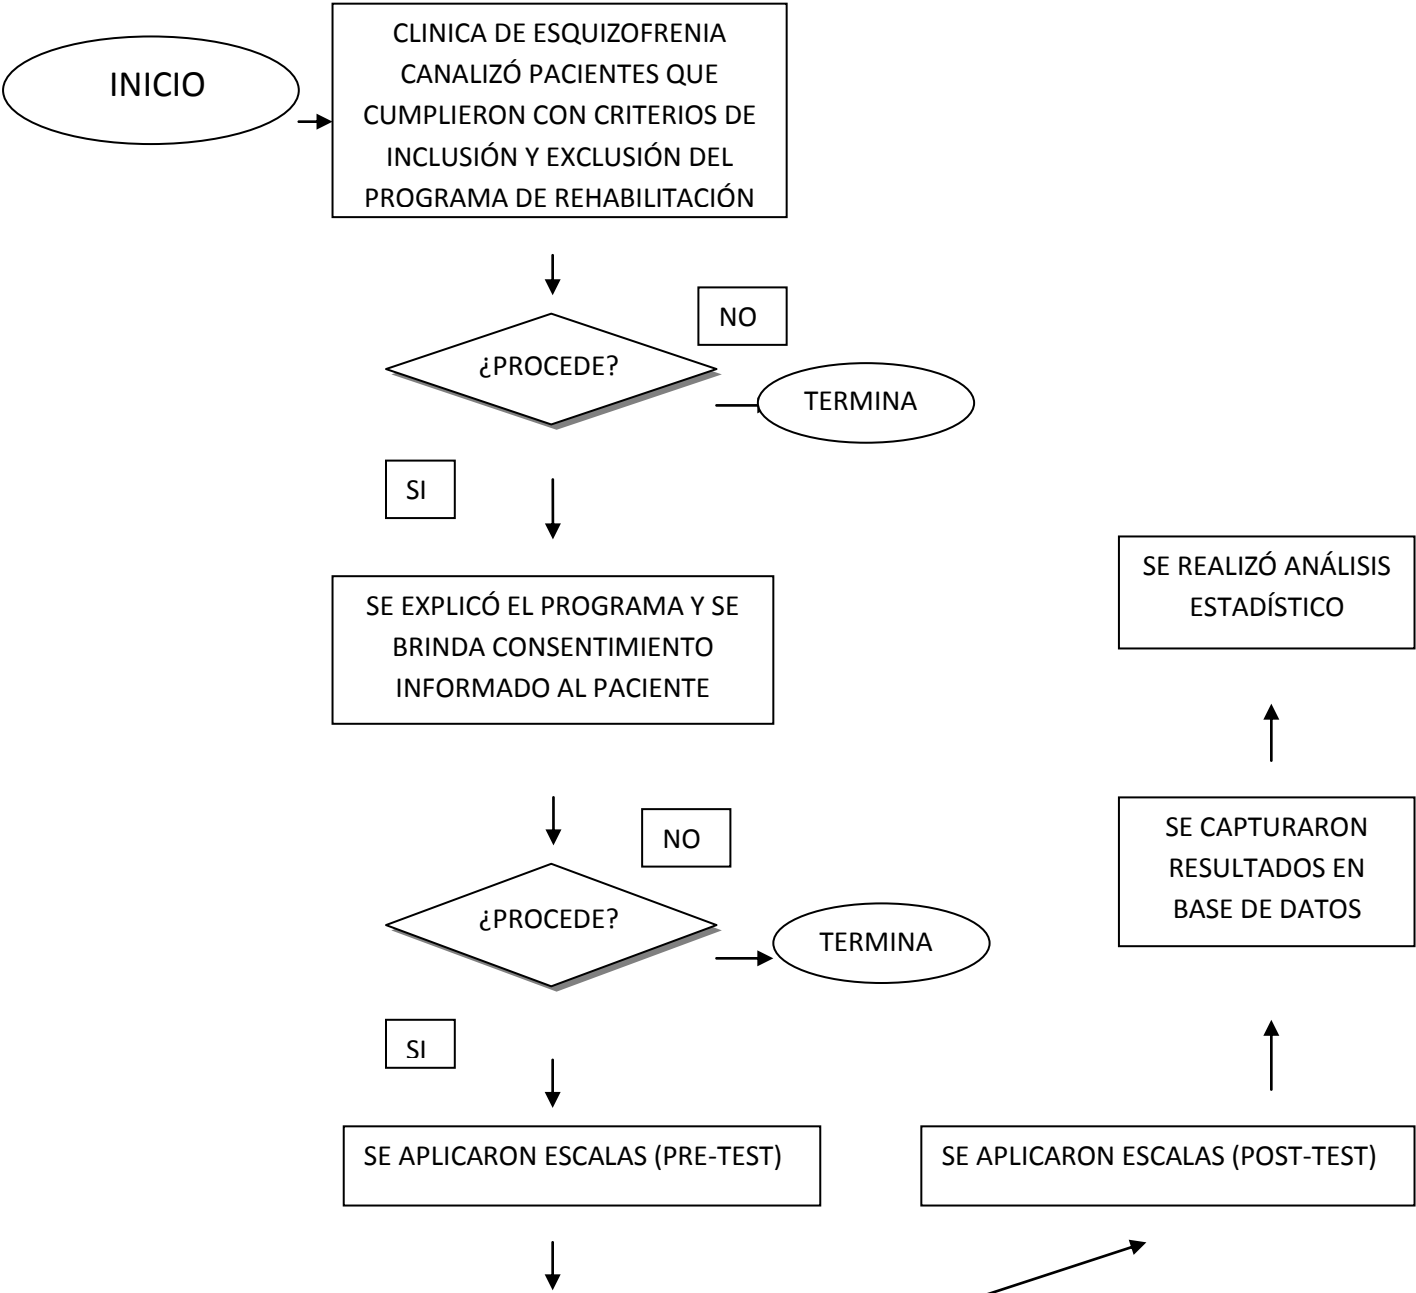 INICIO
CLINICA DE ESQUIZOFRENIA
CANALIZÓ PACIENTES QUE
CUMPLIERON CON CRITERIOS DE
INCLUSIÓN Y EXCLUSIÓN DEL
PROGRAMA DE REHABILITACIÓN
NO
¿PROCEDE?
TERMINA
SI
SE EXPLICÓ EL PROGRAMA Y SE
BRINDA CONSENTIMIENTO
INFORMADO AL PACIENTE
NO
¿PROCEDE?
TERMINA
SI
SE APLICARON ESCALAS (PRE-TEST)
SE APLICARON ESCALAS (POST-TEST)
SE CAPTURARON
RESULTADOS EN
BASE DE DATOS
SE REALIZÓ ANÁLISIS
ESTADÍSTICO